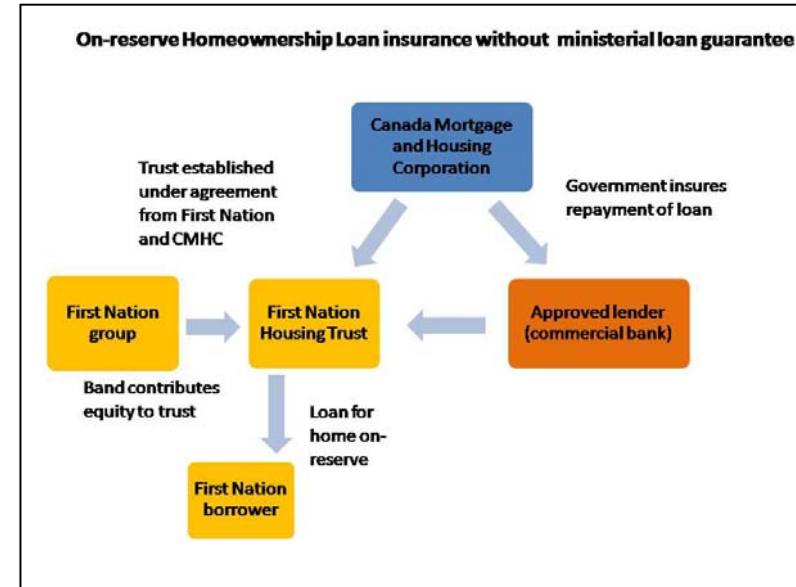 On-reserve Homeownership Loan insurance without ministerial loan guarantee
Canada Mortgage
and Housing
Corporation
Trust established
under agreement
from First Nation
and CMHC
Government insures
repayment of loan
First Nation
group
First Nation
Housing Trust
Approved lender
(commercial bank)
Band contributes
equity to trust
Loan for
home on-
reserve
First Nation
borrower